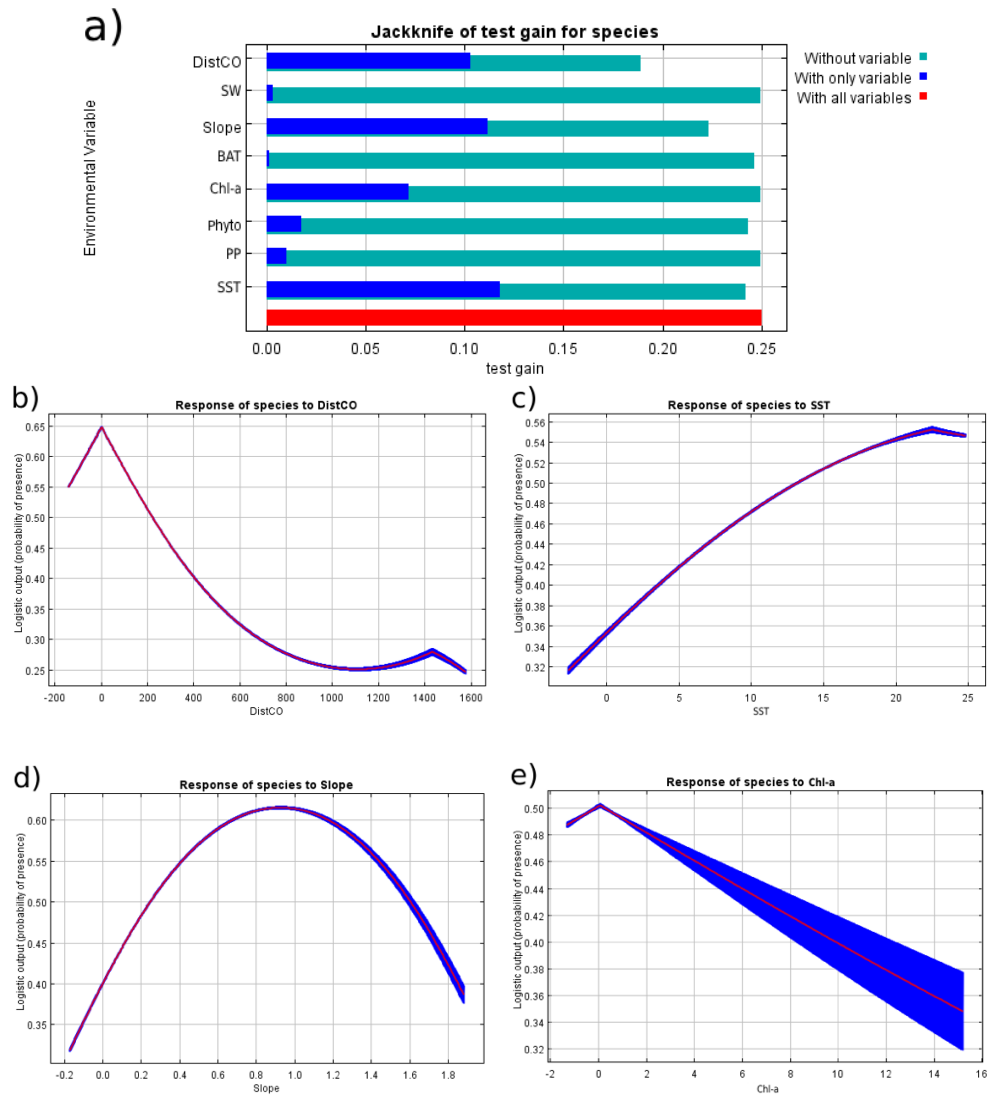 a)
Jackknife of test gain for species
Environmental Variable
DistCO
SW
Slope
BAT
Chl-a
Phyto
PP
SST
0.00 0.05 0.10 0.15 0.20 0.25
test gain
Without variable
With only variable
With all variables
b)
Response of species to DistCO
Logistic output (probability of presence)
0.65
0.60
0.55
0.50
0.45
0.40
0.35
0.30
0.25
-200 0 200 400 600 800 1000 1200 1400 1600
DistCO
c)
Response of species to SST
Logistic output (probability of presence)
0.56
0.54
0.52
0.50
0.48
0.46
0.44
0.42
0.40
0.38
0.36
0.34
0.32
0 5 10 15 20 25
SST
d)
Response of species to Slope
Logistic output (probability of presence)
0.60
0.55
0.50
0.45
0.40
0.35
-0.2 0.0 0.2 0.4 0.6 0.8 1.0 1.2 1.4 1.6 1.8
Slope
e)
Response of species to Chl-a
Logistic output (probability of presence)
0.50
0.48
0.46
0.44
0.42
0.40
0.38
0.36
0.34
0.32
-2 0 2 4 6 8 10 12 14 16
Chl-a